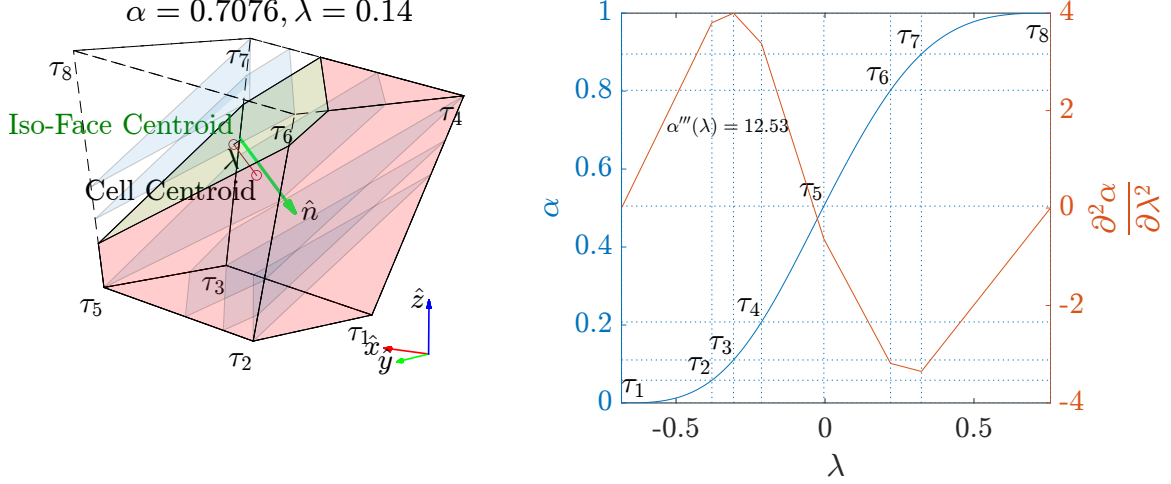 α = 0.7076, λ = 0.14
τ₈
τ₇
Iso-Face Centroid
τ₆
τ₄
λ
Cell Centroid
n̂
τ₃
τ₅
τ₂
τ₁
ẑ
x̂
ŷ
1
0.8
0.6
0.4
0.2
0
α
α′′′(λ) = 12.53
τ₁
τ₂
τ₃
τ₄
τ₅
τ₆
τ₇
τ₈
4
2
0
-2
-4
∂²α
∂λ²
-0.5
0
0.5
λ